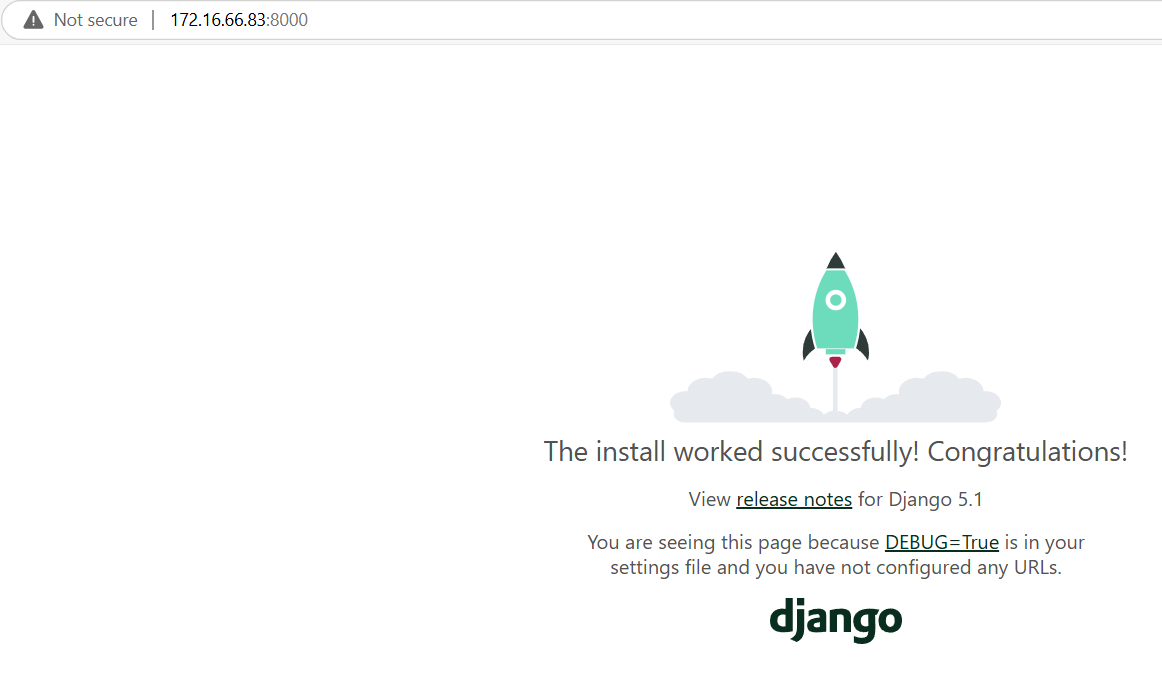 Not secure | 172.16.66.83:8000
The install worked successfully! Congratulations!
View release notes for Django 5.1
You are seeing this page because DEBUG=True is in your
settings file and you have not configured any URLs.
django